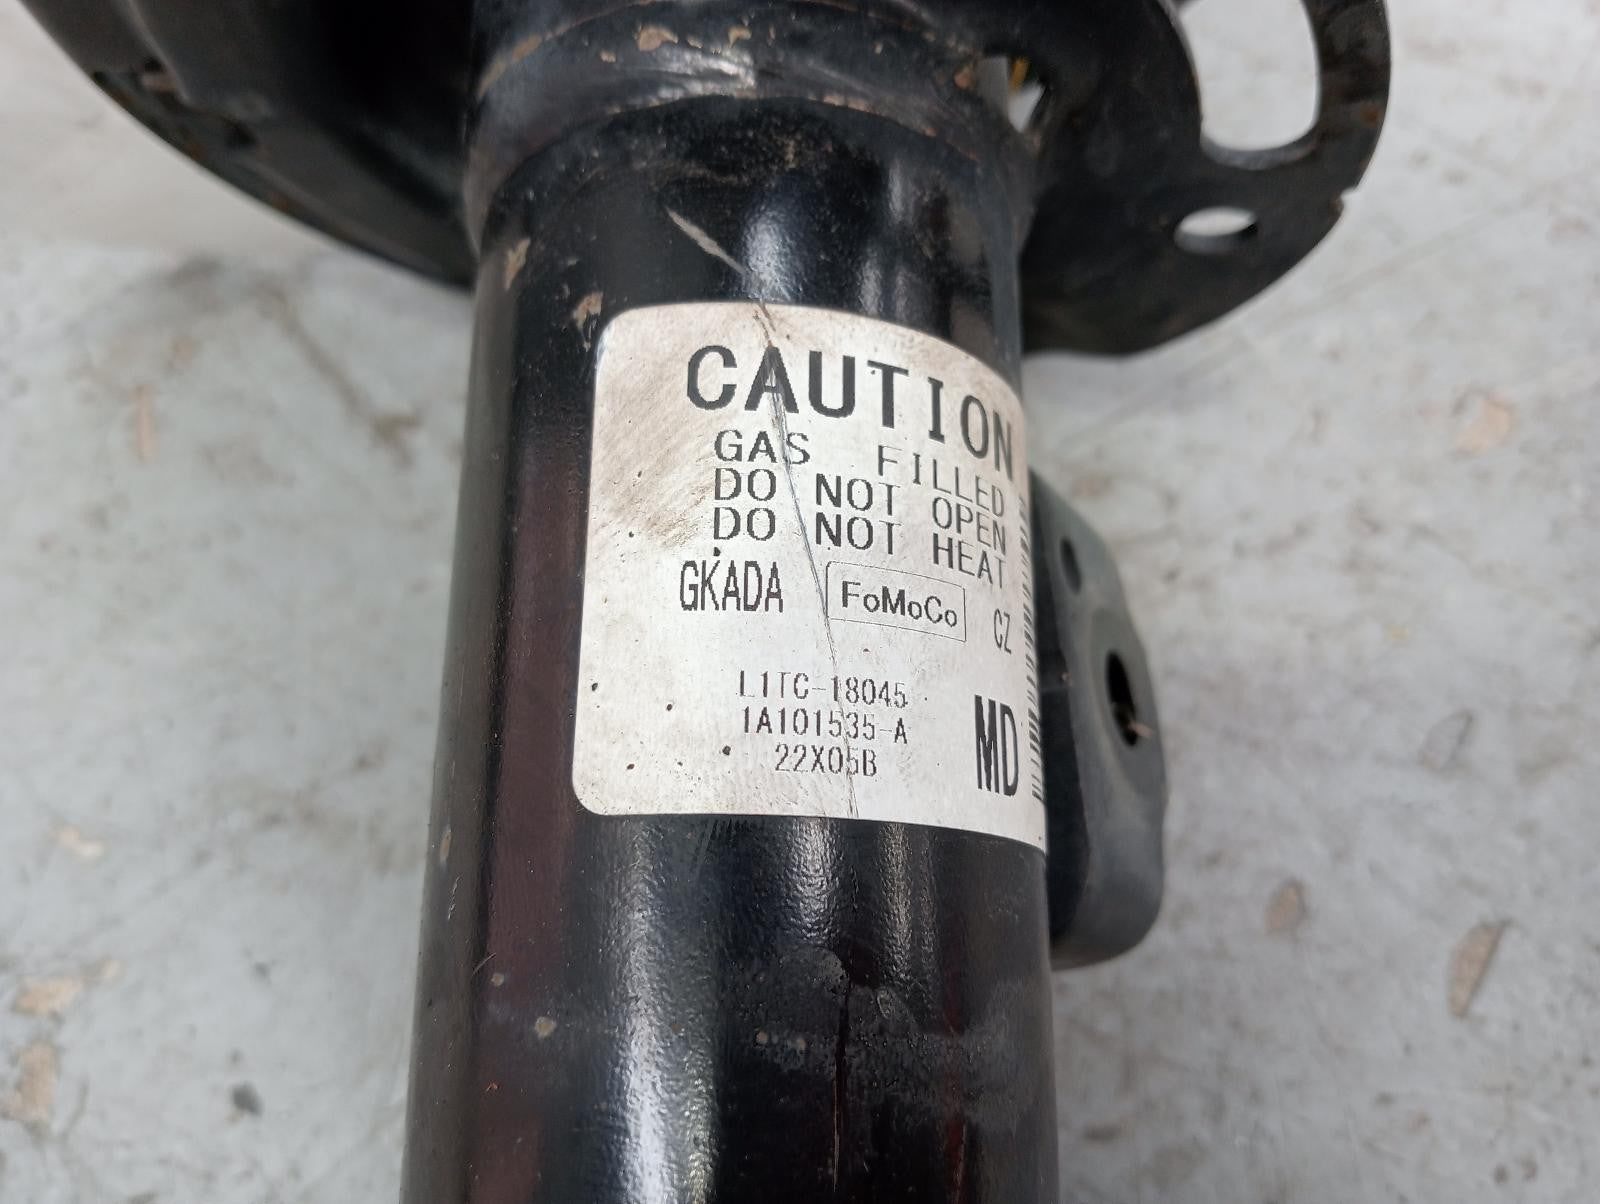 CAUTION
GAS FILLED
DO NOT OPEN
DO NOT HEAT
GKADA FoMoCo CZ
L1TC-18045
1A101535-A
22X05B
MD